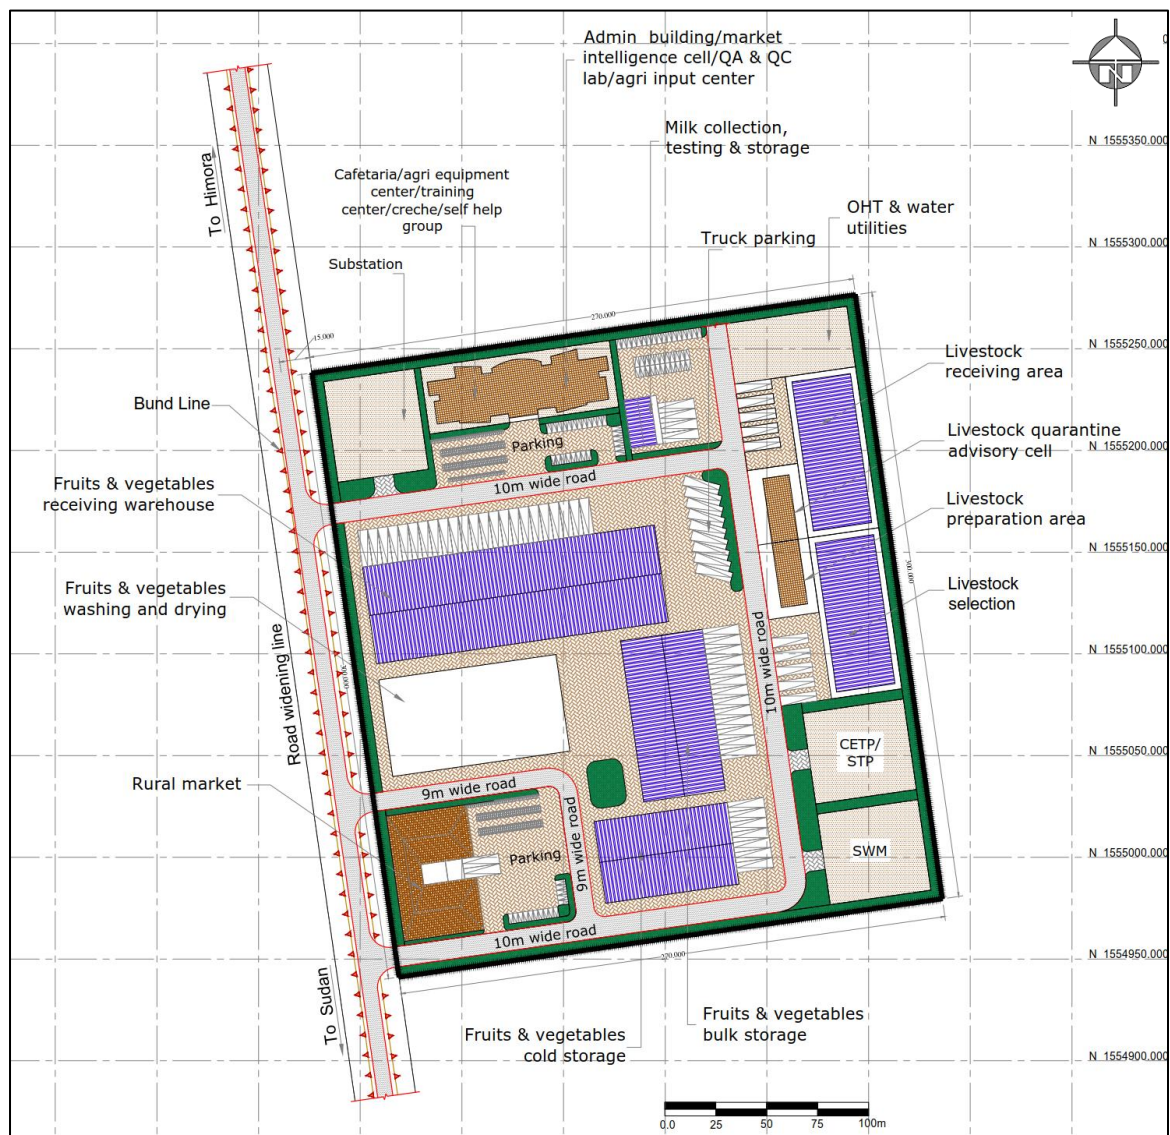 Admin building/market
intelligence cell/QA & QC
lab/agri input center
0
N
Milk collection,
testing & storage
N 1555350.000
To Himora
Cafetaria/agri equipment
center/training
center/creche/self help
group
OHT & water
utilities
Truck parking
N 1555300.000
Substation
270.000
15.000
N 1555250.000
Livestock
receiving area
Bund Line
Parking
Livestock quarantine
advisory cell
N 1555200.000
Fruits & vegetables
receiving warehouse
10m wide road
Livestock
preparation area
N 1555150.000
300.000
Fruits & vegetables
washing and drying
Livestock
selection
Road widening line
300.000
10m wide road
N 1555100.000
CETP/
STP
N 1555050.000
Rural market
9m wide road
9m wide road
Parking
SWM
N 1555000.000
10m wide road
270.000
N 1554950.000
To Sudan
Fruits & vegetables
cold storage
Fruits & vegetables
bulk storage
N 1554900.000
0.0 25 50 75 100m